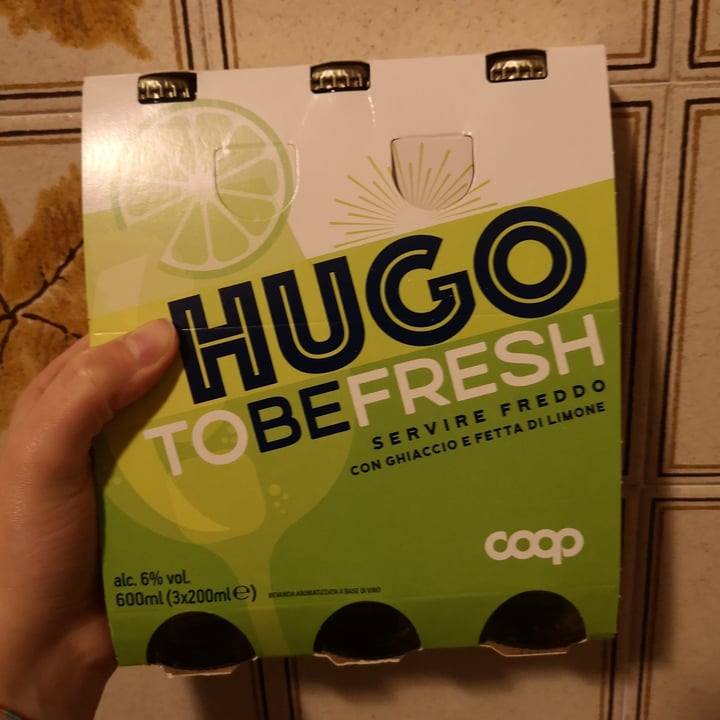 HUGO
TOBEFRESH
SERVIRE FREDDO
CON GHIACCIO E FETTA DI LIMONE
coop
alc. 6% vol.
600ml (3x200ml℮)
BEVANDA AROMATIZZATA A BASE DI VINO